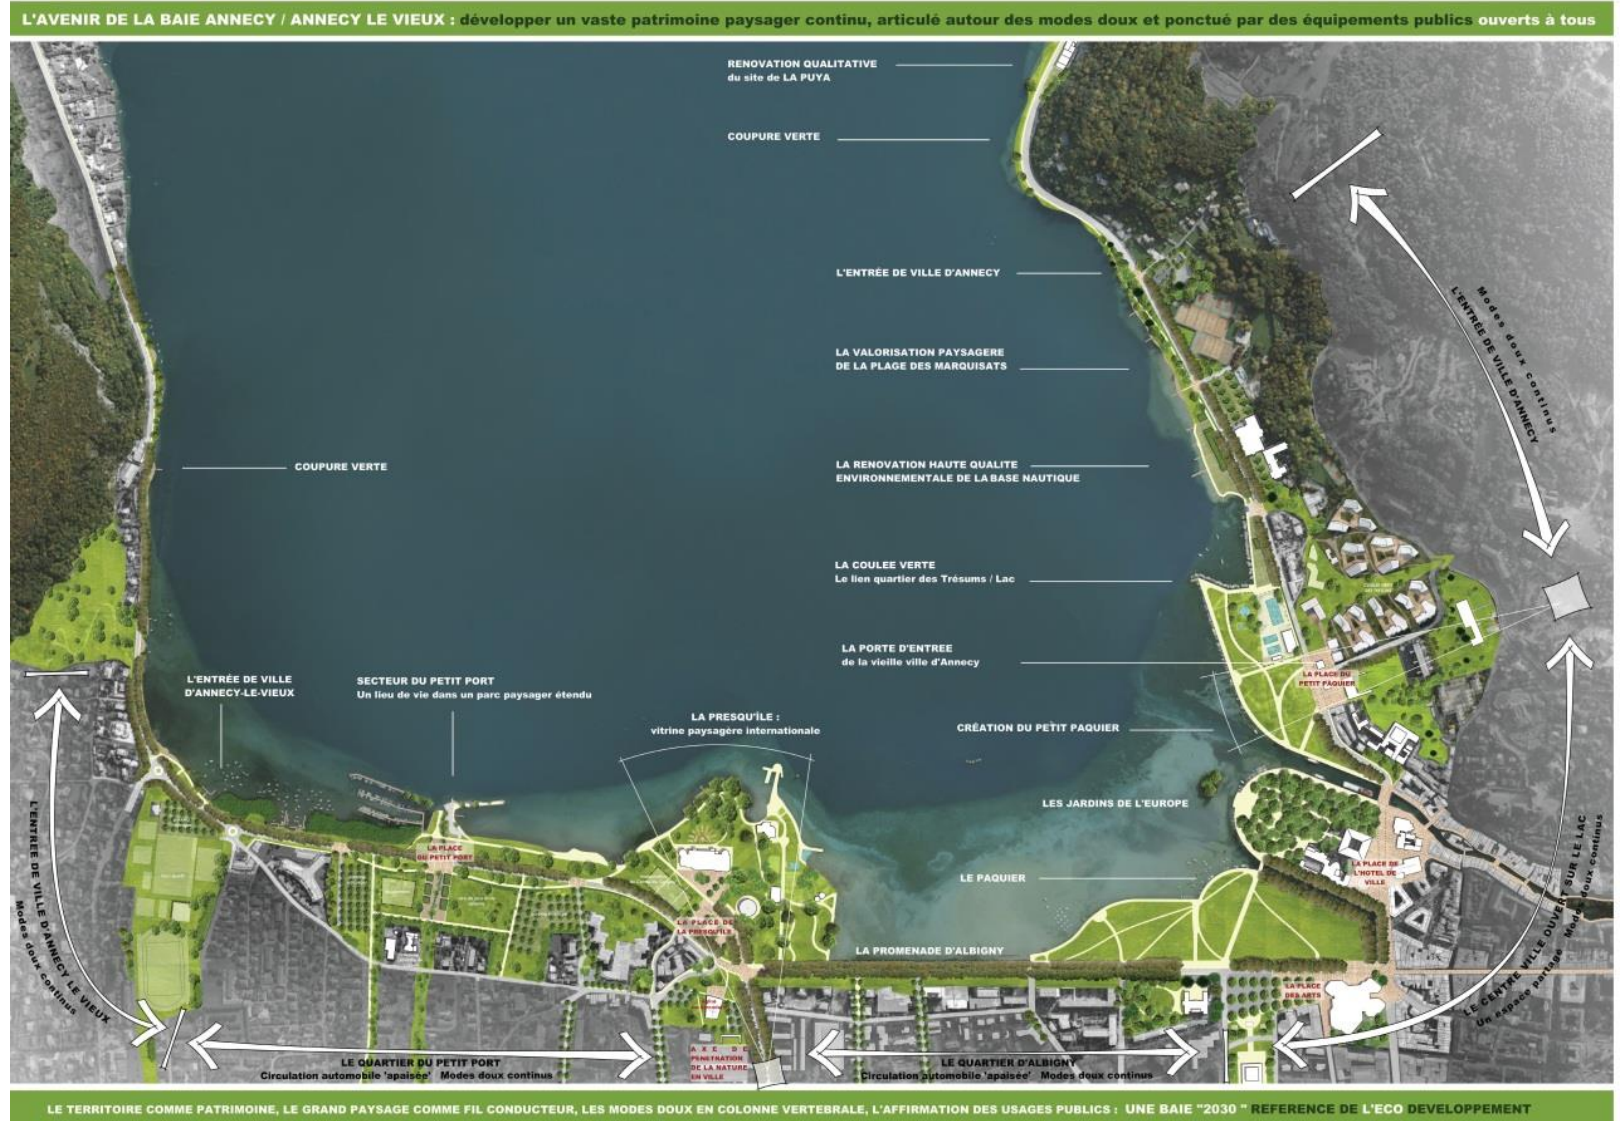 L'AVENIR DE LA BAIE ANNECY / ANNECY LE VIEUX : développer un vaste patrimoine paysager continu, articulé autour des modes doux et ponctué par des équipements publics ouverts à tous
RENOVATION QUALITATIVE
du site de LA PUYA
COUPURE VERTE
L'ENTRÉE DE VILLE D'ANNECY
Modes doux continus
L'ENTRÉE DE VILLE D'ANNECY
LA VALORISATION PAYSAGERE
DE LA PLAGE DES MARQUISATS
COUPURE VERTE
LA RENOVATION HAUTE QUALITE
ENVIRONNEMENTALE DE LA BASE NAUTIQUE
LA COULEE VERTE
Le lien quartier des Trésums / Lac
LA PORTE D'ENTREE
de la vieille ville d'Annecy
LA PLACE DU
PETIT PAQUIER
L'ENTRÉE DE VILLE
D'ANNECY-LE-VIEUX
SECTEUR DU PETIT PORT
Un lieu de vie dans un parc paysager étendu
LA PRESQU'ÎLE :
vitrine paysagère internationale
CRÉATION DU PETIT PAQUIER
LES JARDINS DE L'EUROPE
LA PLACE
DU PETIT PORT
LA PLACE DE
L'HOTEL DE
VILLE
LE PAQUIER
LA PLACE DE
LA PRESQU'ILE
LA PROMENADE D'ALBIGNY
LA PLACE
DES ARTS
L'ENTREE DE VILLE D'ANNECY LE VIEUX
Modes doux continus
LE CENTRE VILLE OUVERT SUR LE LAC
Un espace partagé Modes doux continus
LE QUARTIER DU PETIT PORT
Circulation automobile 'apaisée' Modes doux continus
AXE DE
PENETRATION
DE LA NATURE
EN VILLE
LE QUARTIER D'ALBIGNY
Circulation automobile 'apaisée' Modes doux continus
LE TERRITOIRE COMME PATRIMOINE, LE GRAND PAYSAGE COMME FIL CONDUCTEUR, LES MODES DOUX EN COLONNE VERTEBRALE, L'AFFIRMATION DES USAGES PUBLICS : UNE BAIE "2030 " REFERENCE DE L'ECO DEVELOPPEMENT